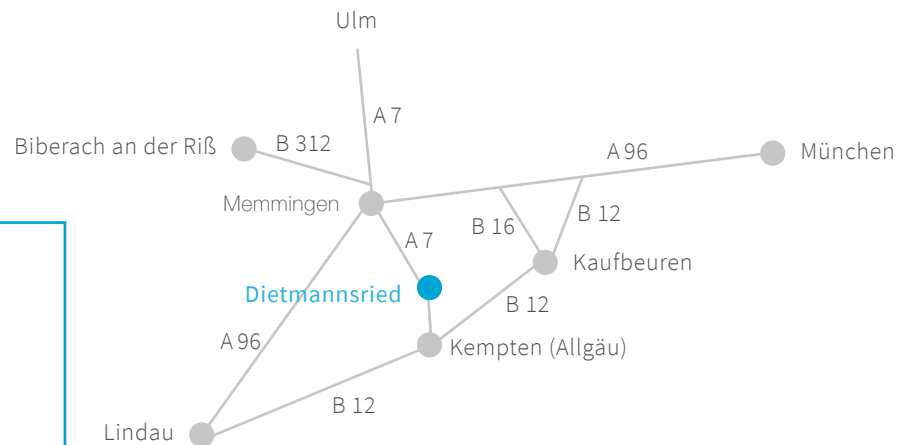 Ulm
A 7
Biberach an der Riß
B 312
A 96
München
Memmingen
B 16
B 12
A 7
Kaufbeuren
Dietmannsried
B 12
A 96
Kempten (Allgäu)
B 12
Lindau